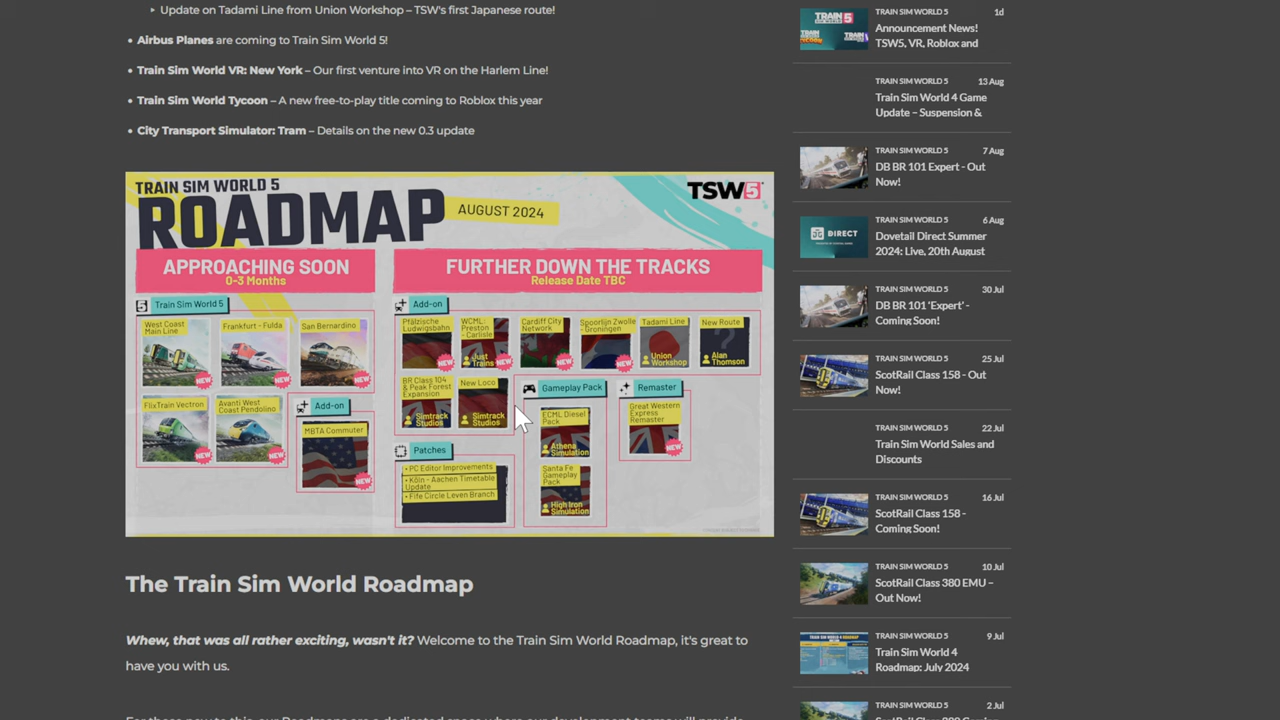 Update on Tadami Line from Union Workshop – TSW's first Japanese route!
Airbus Planes are coming to Train Sim World 5!
Train Sim World VR: New York – Our first venture into VR on the Harlem Line!
Train Sim World Tycoon – A new free-to-play title coming to Roblox this year
City Transport Simulator: Tram – Details on the new 0.3 update
TRAIN SIM WORLD 5
ROADMAP
AUGUST 2024
TSW5
APPROACHING SOON
0-3 Months
5 Train Sim World 5
West Coast
Main Line
NEW
Frankfurt - Fulda
NEW
San Bernardino
NEW
FlixTrain Vectron
NEW
Avanti West
Coast Pendolino
NEW
Add-on
MBTA Commuter
NEW
FURTHER DOWN THE TRACKS
Release Date TBC
Add-on
Pfälzische
Ludwigsbahn
NEW
WCML:
Preston
- Carlisle
Just
Trains
NEW
Cardiff City
Network
NEW
Spoorlijn Zwolle
- Groningen
NEW
Tadami Line
Union
Workshop
New Route
Alan
Thomson
BR Class 104
& Peak Forest
Expansion
Simtrack
Studios
New Loco
Simtrack
Studios
Gameplay Pack
ECML Diesel
Pack
Athena
Simulation
Santa Fe
Gameplay
Pack
High Iron
Simulation
Remaster
Great Western
Express
Remaster
NEW
Patches
• PC Editor Improvements
• Köln - Aachen Timetable
Update
• Fife Circle Leven Branch
The Train Sim World Roadmap
Whew, that was all rather exciting, wasn't it? Welcome to the Train Sim World Roadmap, it's great to
have you with us.
TRAIN SIM WORLD 5 1d
Announcement News!
TSW5, VR, Roblox and
TRAIN SIM WORLD 5 13 Aug
Train Sim World 4 Game
Update – Suspension &
TRAIN SIM WORLD 5 7 Aug
DB BR 101 Expert - Out
Now!
DIRECT
TRAIN SIM WORLD 5 6 Aug
Dovetail Direct Summer
2024: Live, 20th August
TRAIN SIM WORLD 5 30 Jul
DB BR 101 'Expert' -
Coming Soon!
TRAIN SIM WORLD 5 25 Jul
ScotRail Class 158 - Out
Now!
TRAIN SIM WORLD 5 22 Jul
Train Sim World Sales and
Discounts
TRAIN SIM WORLD 5 16 Jul
ScotRail Class 158 -
Coming Soon!
TRAIN SIM WORLD 5 10 Jul
ScotRail Class 380 EMU –
Out Now!
TRAIN SIM WORLD 5 9 Jul
Train Sim World 4
Roadmap: July 2024
TRAIN SIM WORLD 5 2 Jul